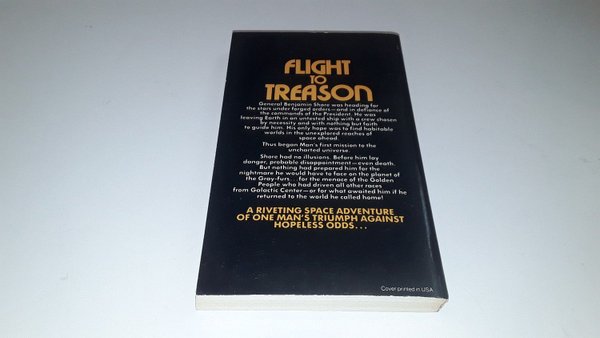 FLIGHT
TO
TREASON
General Benjamin Shore was heading for
the stars under forged orders—and in defiance of
the commands of the President. He was
leaving Earth in an untested ship with a crew chosen
by necessity and with nothing but faith
to guide him. His only hope was to find habitable
worlds in the unexplored reaches of
space ahead.
Thus began Man's first mission to the
uncharted universe.
Shore had no illusions. Before him lay
danger, probable disappointment—even death.
But nothing had prepared him for the
nightmare he would have to face on the planet of
the Gray-furs. . . for the menace of the Golden
People who had driven all other races
from Galactic Center—or for what awaited him if he
returned to the world he called home!
A RIVETING SPACE ADVENTURE
OF ONE MAN'S TRIUMPH AGAINST
HOPELESS ODDS. . .
Cover printed in USA